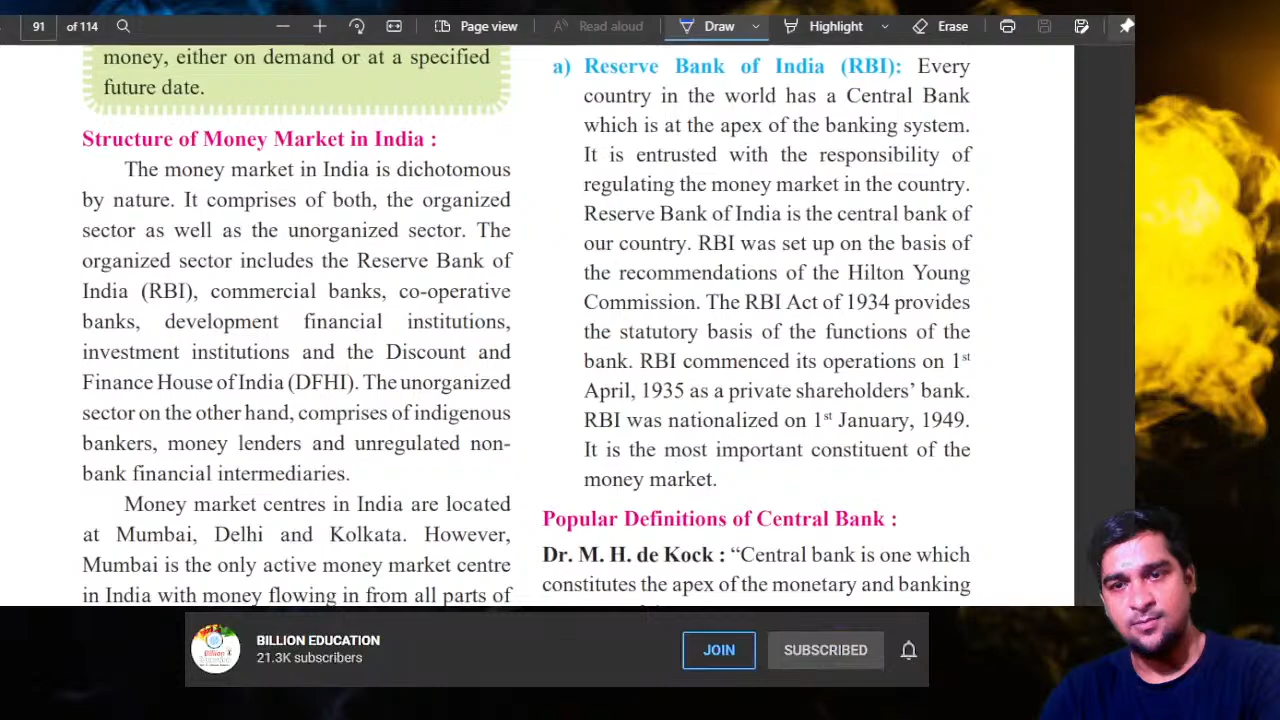 91 of 114 Page view Read aloud Draw Highlight Erase
money, either on demand or at a specified
future date.
Structure of Money Market in India :
The money market in India is dichotomous
by nature. It comprises of both, the organized
sector as well as the unorganized sector. The
organized sector includes the Reserve Bank of
India (RBI), commercial banks, co-operative
banks, development financial institutions,
investment institutions and the Discount and
Finance House of India (DFHI). The unorganized
sector on the other hand, comprises of indigenous
bankers, money lenders and unregulated non-
bank financial intermediaries.
Money market centres in India are located
at Mumbai, Delhi and Kolkata. However,
Mumbai is the only active money market centre
in India with money flowing in from all parts of
a) Reserve Bank of India (RBI): Every
country in the world has a Central Bank
which is at the apex of the banking system.
It is entrusted with the responsibility of
regulating the money market in the country.
Reserve Bank of India is the central bank of
our country. RBI was set up on the basis of
the recommendations of the Hilton Young
Commission. The RBI Act of 1934 provides
the statutory basis of the functions of the
bank. RBI commenced its operations on 1st
April, 1935 as a private shareholders’ bank.
RBI was nationalized on 1st January, 1949.
It is the most important constituent of the
money market.
Popular Definitions of Central Bank :
Dr. M. H. de Kock : “Central bank is one which
constitutes the apex of the monetary and banking
BILLION EDUCATION
21.3K subscribers
JOIN
SUBSCRIBED